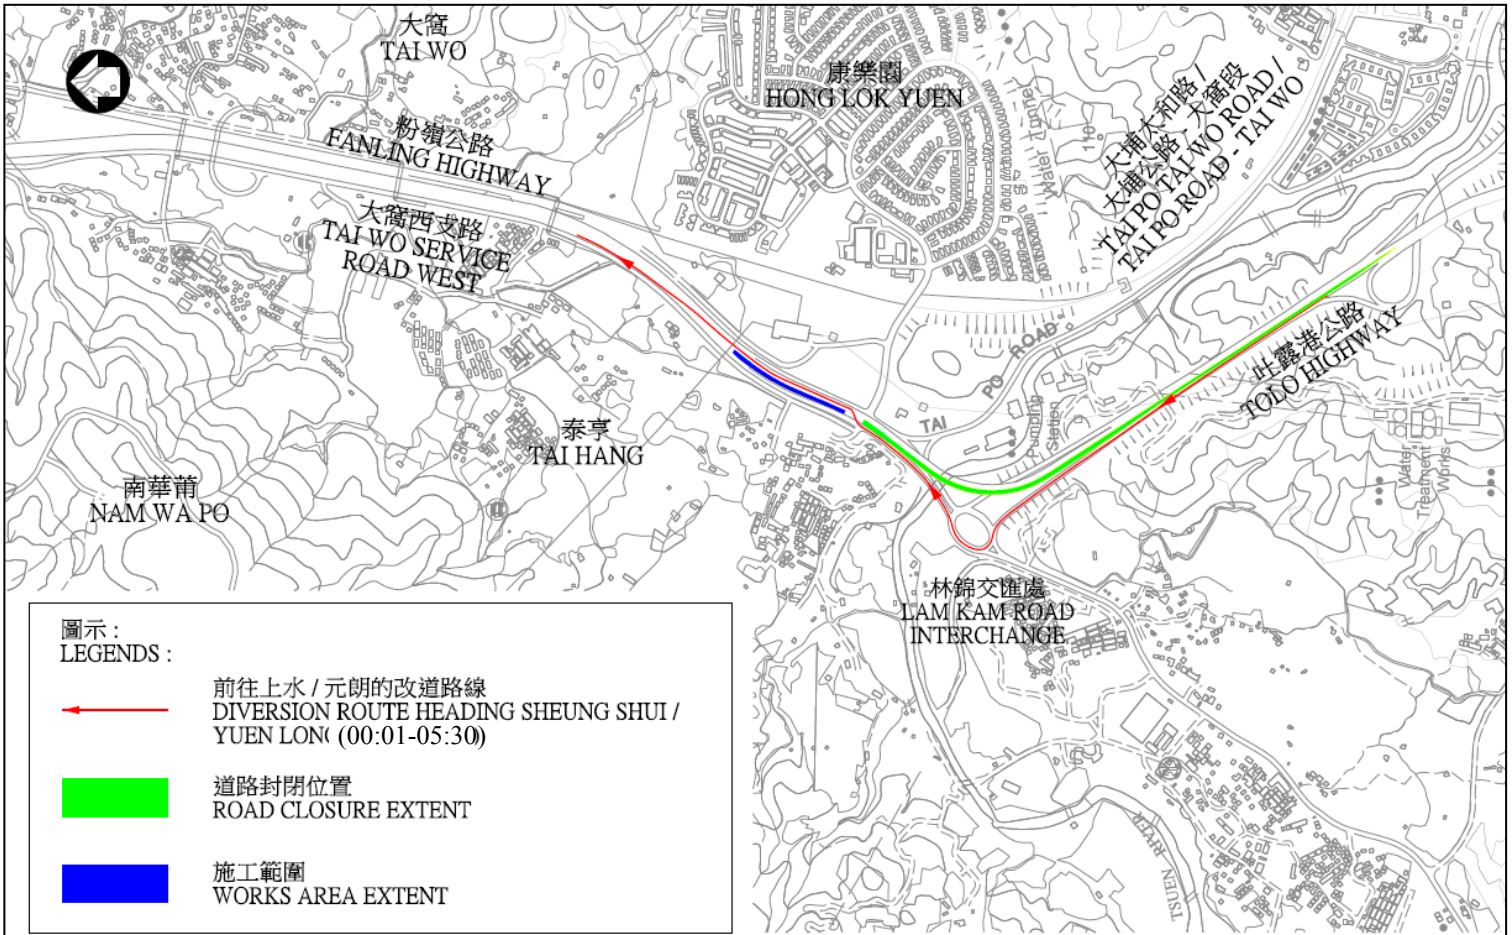 大窩
TAI WO
康樂園
HONG LOK YUEN
粉嶺公路
FANLING HIGHWAY
大埔太和路 /
大埔公路 - 大窩段
TAI PO TAI WO ROAD /
TAI PO ROAD - TAI WO
Water Tunnel
大窩西支路
TAI WO SERVICE
ROAD WEST
吐露港公路
TOLO HIGHWAY
TAI PO ROAD
Pumping
Station
Water
Treatment
Works
泰亨
TAI HANG
南華莆
NAM WA PO
林錦交匯處
LAM KAM ROAD
INTERCHANGE
TSUEN RIVER
圖示 :
LEGENDS :
前往上水 / 元朗的改道路線
DIVERSION ROUTE HEADING SHEUNG SHUI /
YUEN LON( (00:01-05:30))
道路封閉位置
ROAD CLOSURE EXTENT
施工範圍
WORKS AREA EXTENT